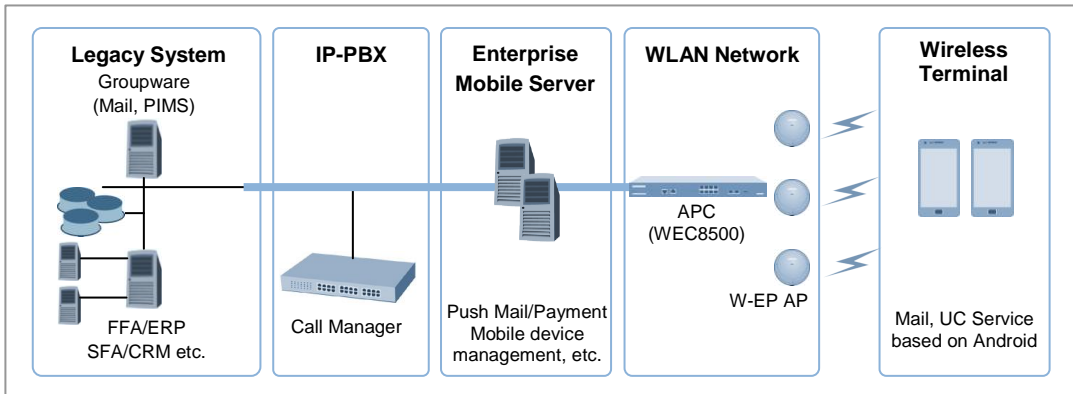 Legacy System
Groupware
(Mail, PIMS)
FFA/ERP
SFA/CRM etc.
IP-PBX
Call Manager
Enterprise
Mobile Server
Push Mail/Payment
Mobile device
management, etc.
WLAN Network
APC
(WEC8500)
W-EP AP
Wireless
Terminal
Mail, UC Service
based on Android